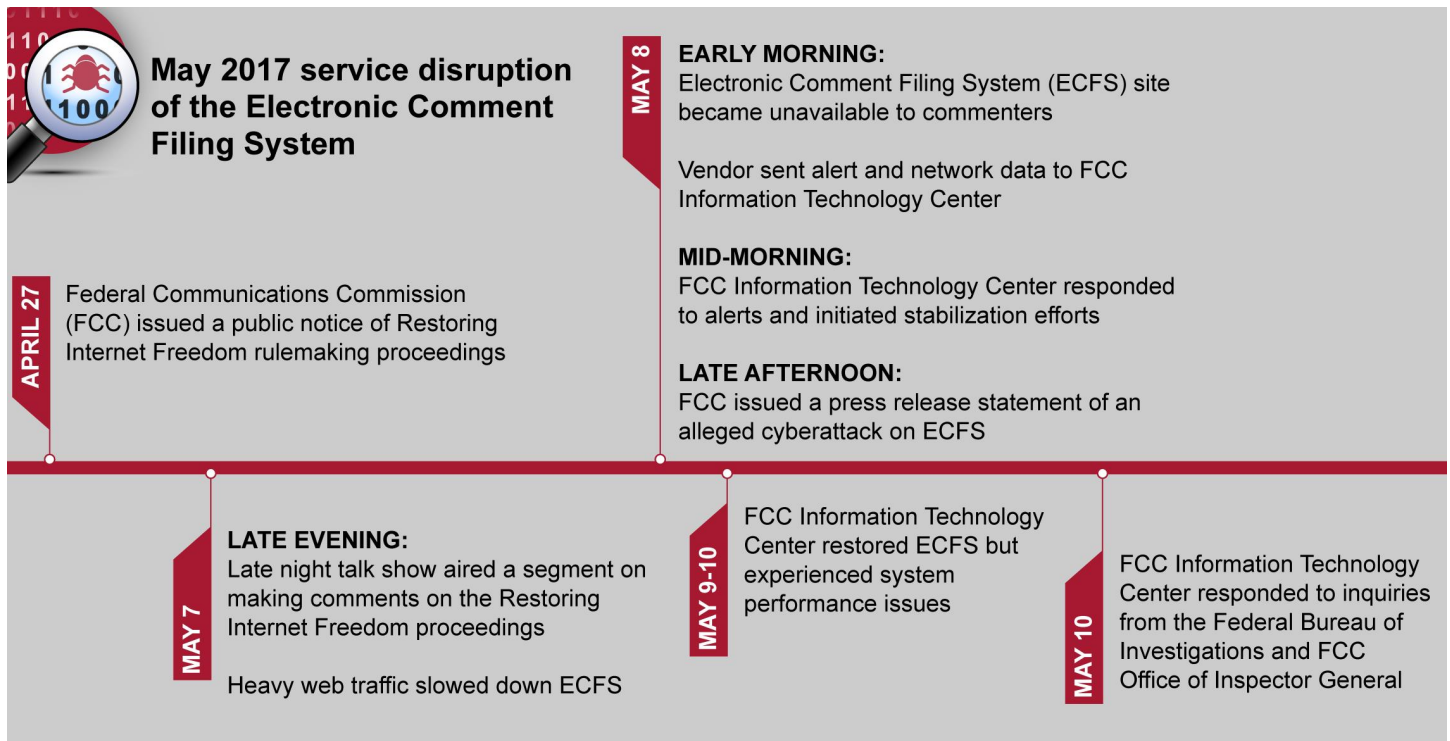 May 2017 service disruption
of the Electronic Comment
Filing System
APRIL 27
Federal Communications Commission
(FCC) issued a public notice of Restoring
Internet Freedom rulemaking proceedings
MAY 7
LATE EVENING:
Late night talk show aired a segment on
making comments on the Restoring
Internet Freedom proceedings
Heavy web traffic slowed down ECFS
MAY 8
EARLY MORNING:
Electronic Comment Filing System (ECFS) site
became unavailable to commenters
Vendor sent alert and network data to FCC
Information Technology Center
MID-MORNING:
FCC Information Technology Center responded
to alerts and initiated stabilization efforts
LATE AFTERNOON:
FCC issued a press release statement of an
alleged cyberattack on ECFS
MAY 9-10
FCC Information Technology
Center restored ECFS but
experienced system
performance issues
MAY 10
FCC Information Technology
Center responded to inquiries
from the Federal Bureau of
Investigations and FCC
Office of Inspector General